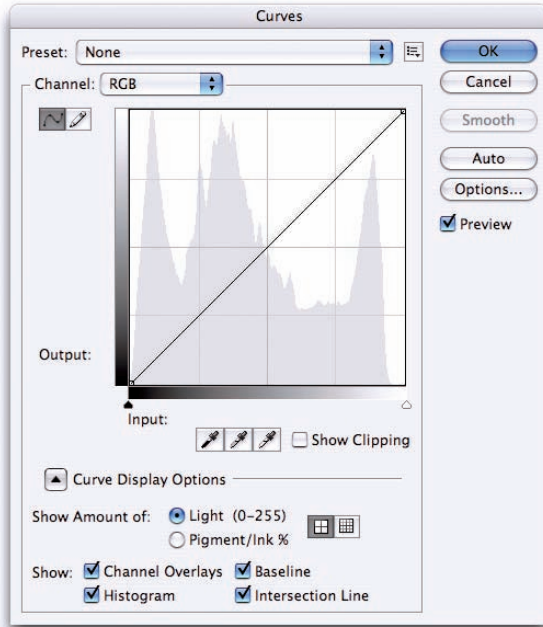 Curves
Preset: None
OK
Channel: RGB
Cancel
Smooth
Auto
Options...
Preview
Output:
Input:
Show Clipping
Curve Display Options
Show Amount of: Light (0-255)
Pigment/Ink %
Show: Channel Overlays Baseline
Histogram Intersection Line